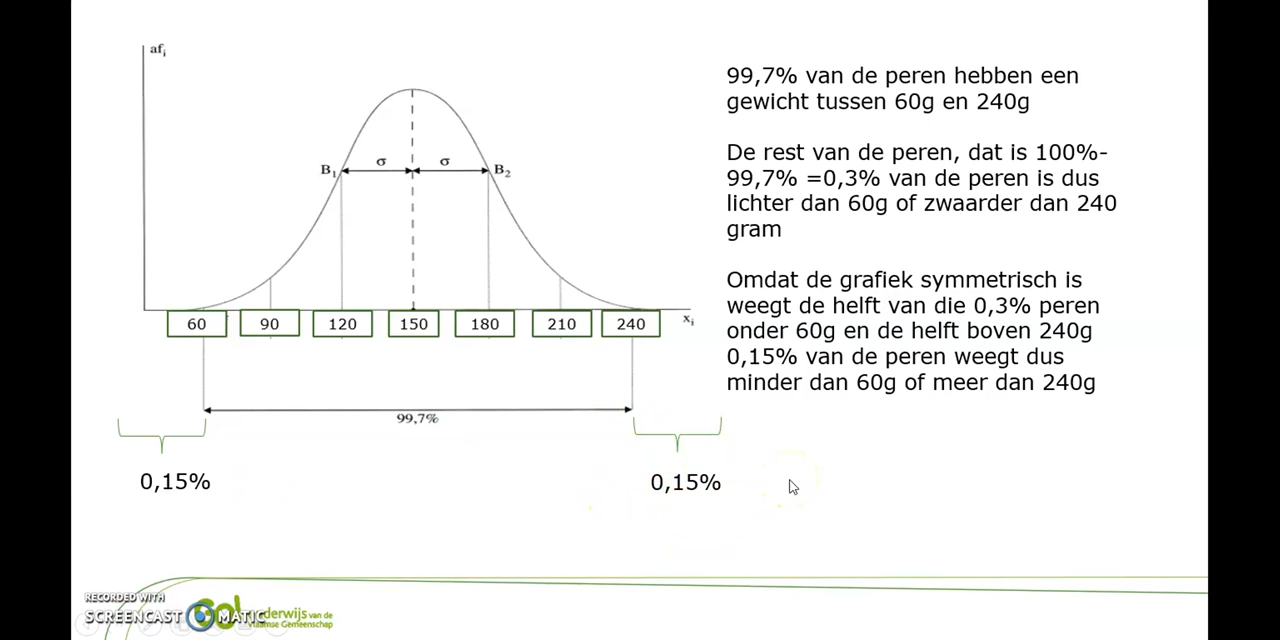 af i
99,7% van de peren hebben een
gewicht tussen 60g en 240g
De rest van de peren, dat is 100%-
99,7% =0,3% van de peren is dus
lichter dan 60g of zwaarder dan 240
gram
Omdat de grafiek symmetrisch is
weegt de helft van die 0,3% peren
onder 60g en de helft boven 240g
0,15% van de peren weegt dus
minder dan 60g of meer dan 240g
B1 σ σ B2
60 90 120 150 180 210 240 xi
99,7%
0,15% 0,15%
RECORDED WITH
SCREENCAST MATIC
Vlaamse Gemeenschap